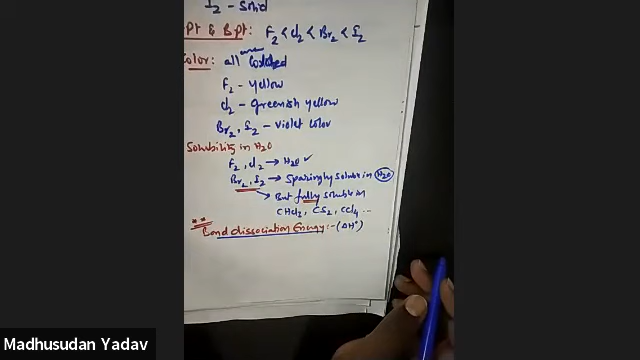 I₂ - Solid
MPt & Bpt: F₂ < Cl₂ < Br₂ < I₂
Color: all are
F₂ - yellow
Cl₂ - greenish yellow
Br₂, I₂ - violet color
Solubility in H₂O
F₂, Cl₂ → H₂O ✓
Br₂, I₂ → Sparingly soluble in H₂O
→ But fully soluble in
CHCl₃, CS₂, CCl₄ ...
** Bond dissociation Energy :- (ΔH°)
Madhusudan Yadav